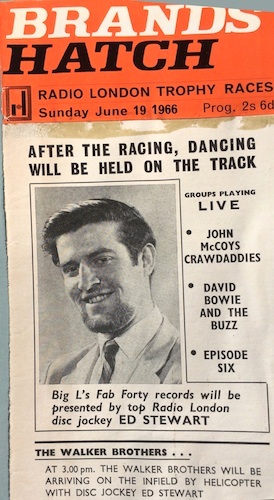 BRANDS
HATCH
RADIO LONDON TROPHY RACES
Sunday June 19 1966 Prog. 2s 6d
AFTER THE RACING, DANCING
WILL BE HELD ON THE TRACK
GROUPS PLAYING
LIVE
• JOHN
McCOYS
CRAWDADDIES
• DAVID
BOWIE
AND THE
BUZZ
• EPISODE
SIX
Big L's Fab Forty records will be
presented by top Radio London
disc jockey ED STEWART
THE WALKER BROTHERS . . .
AT 3.00 pm. THE WALKER BROTHERS WILL BE
ARRIVING ON THE INFIELD BY HELICOPTER
WITH DISC JOCKEY ED STEWART